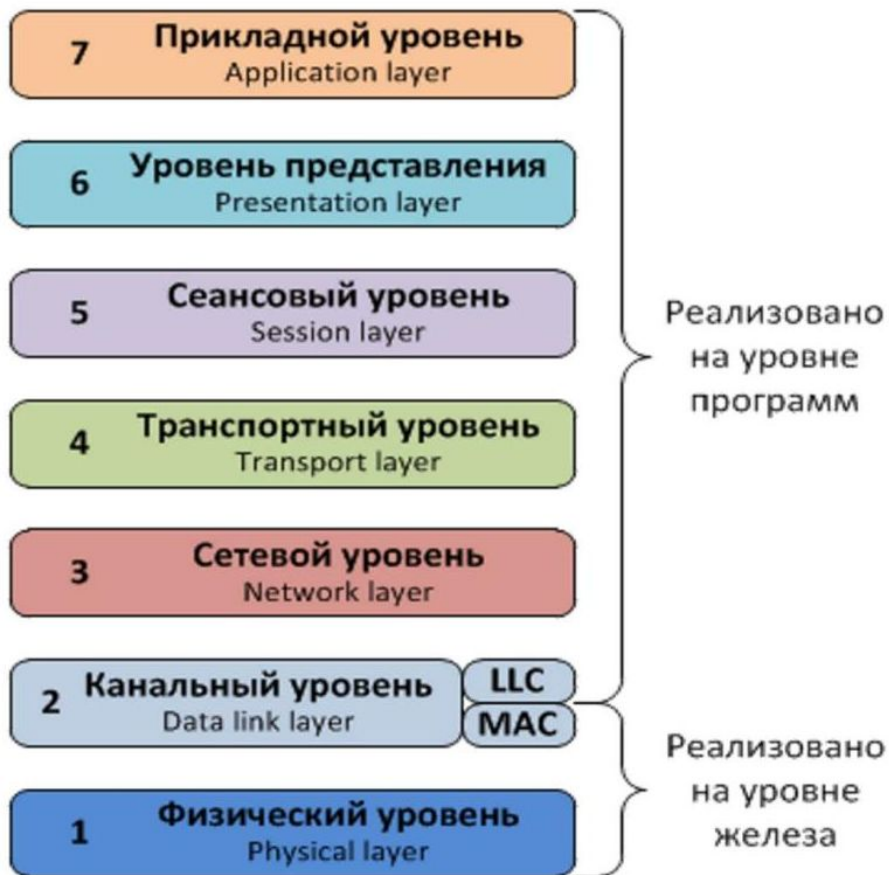 7 Прикладной уровень
Application layer
6 Уровень представления
Presentation layer
5 Сеансовый уровень
Session layer
4 Транспортный уровень
Transport layer
3 Сетевой уровень
Network layer
2 Канальный уровень
Data link layer
LLC
MAC
1 Физический уровень
Physical layer
Реализовано
на уровне
программ
Реализовано
на уровне
железа